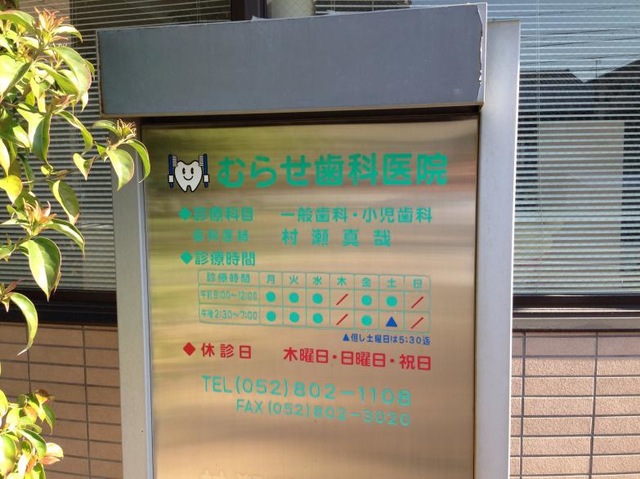 むらせ歯科医院
◆診療科目 一般歯科・小児歯科
歯科医師 村瀬真哉
◆診療時間
診療時間 月 火 水 木 金 土 日
午前9:00〜12:00 ● ● ● / ● ● /
午後2:30〜7:00 ● ● ● / ● ▲ /
▲但し土曜日は5:30迄
◆休診日 木曜日・日曜日・祝日
TEL(052)802-1108
FAX(052)802-3626